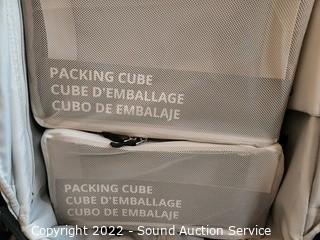 PACKING CUBE
CUBE D'EMBALLAGE
CUBO DE EMBALAJE
PACKING CUBE
CUBE D'EMBALLAGE
CUBO DE EMBALAJE
Copyright 2022 - Sound Auction Service